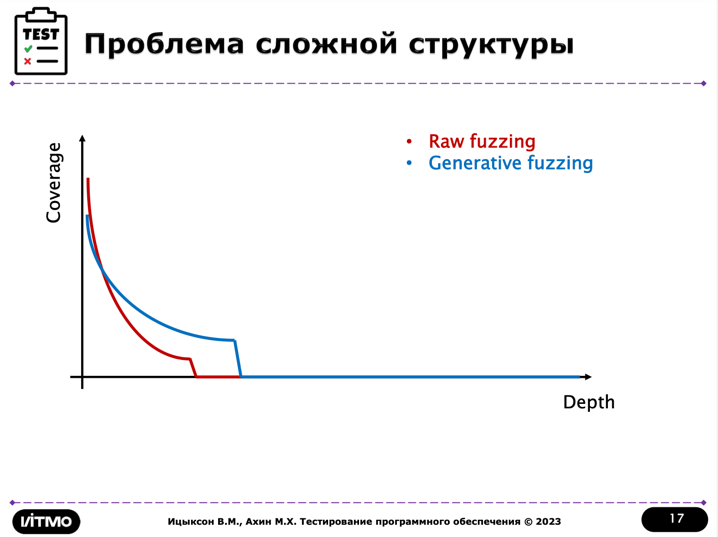 TEST
Проблема сложной структуры
Coverage
• Raw fuzzing
• Generative fuzzing
Depth
ИТМО
Ицыксон В.М., Ахин М.Х. Тестирование программного обеспечения © 2023
17